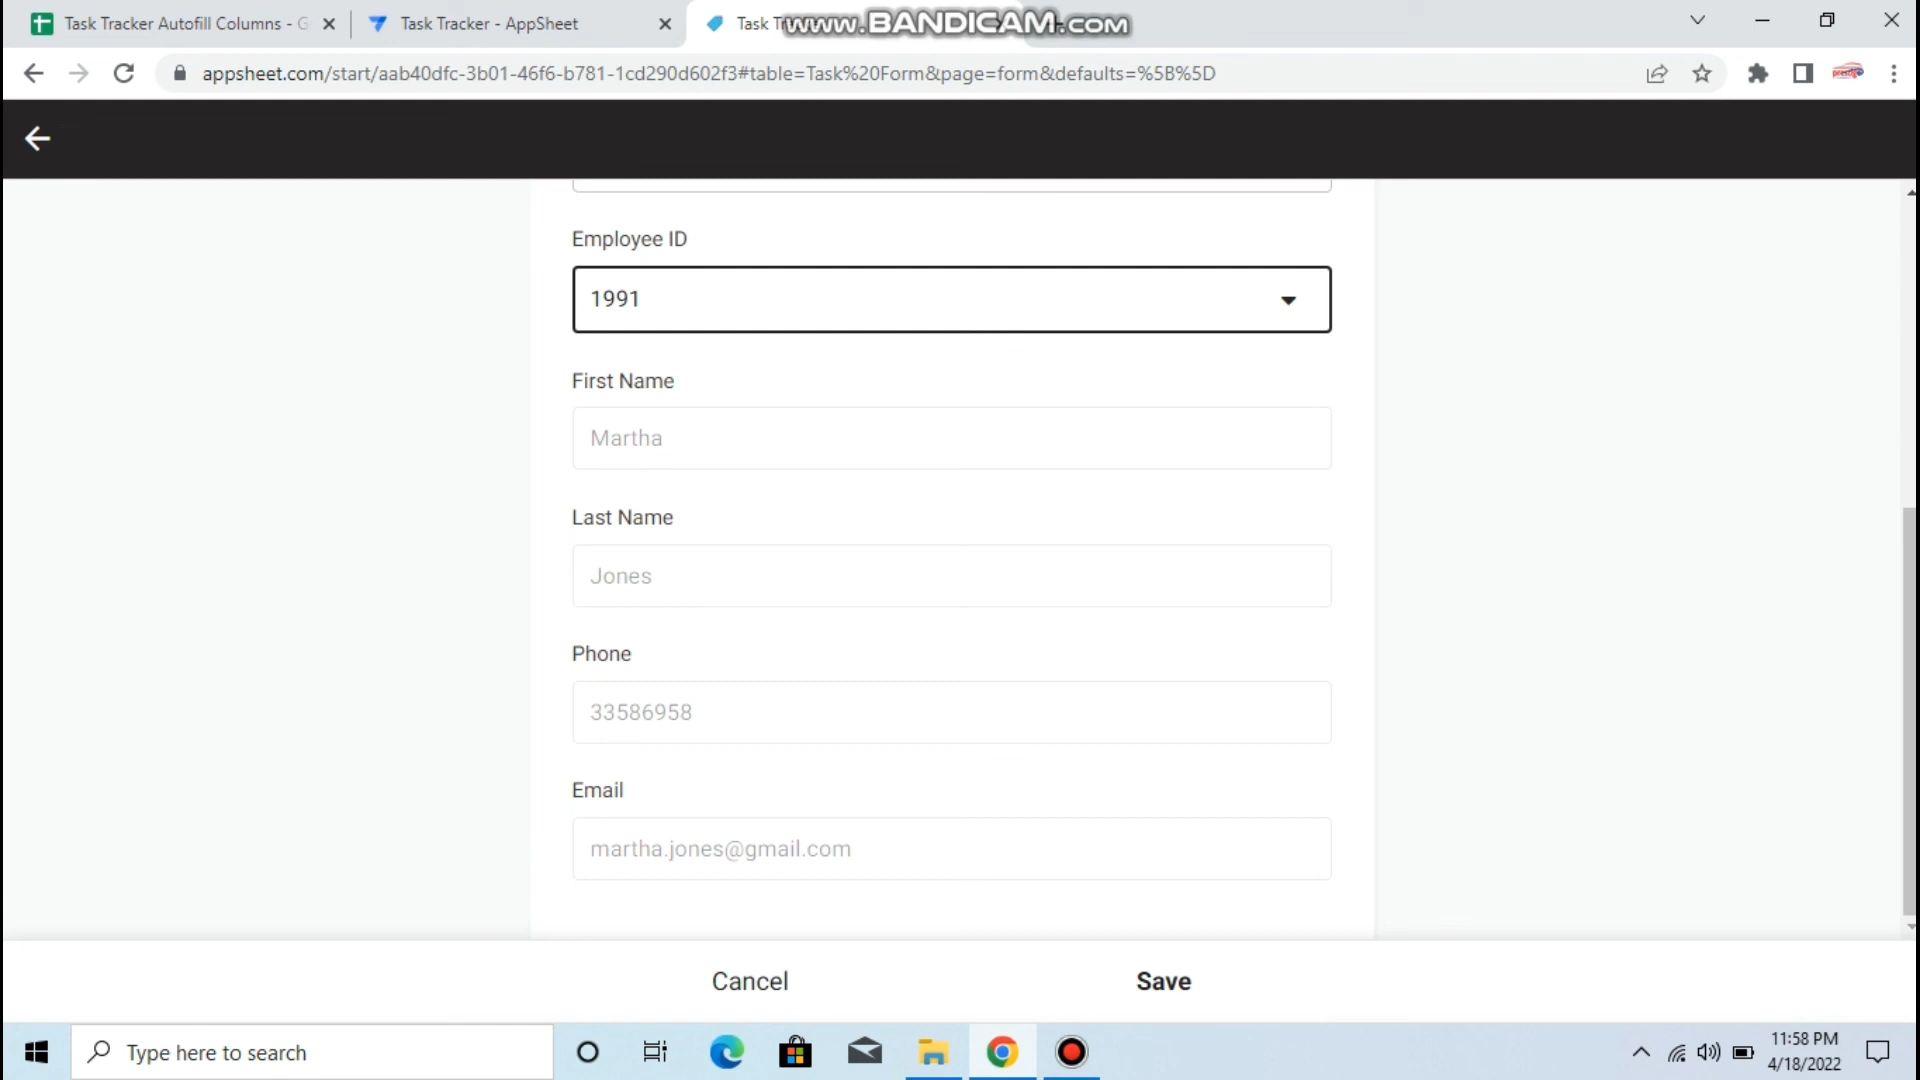 Task Tracker Autofill Columns - G
Task Tracker - AppSheet
Task Tr
www.BANDICAM.com
appsheet.com/start/aab40dfc-3b01-46f6-b781-1cd290d602f3#table=Task%20Form&page=form&defaults=%5B%5D
Employee ID
1991
First Name
Martha
Last Name
Jones
Phone
33586958
Email
martha.jones@gmail.com
Cancel
Save
Type here to search
11:58 PM
4/18/2022